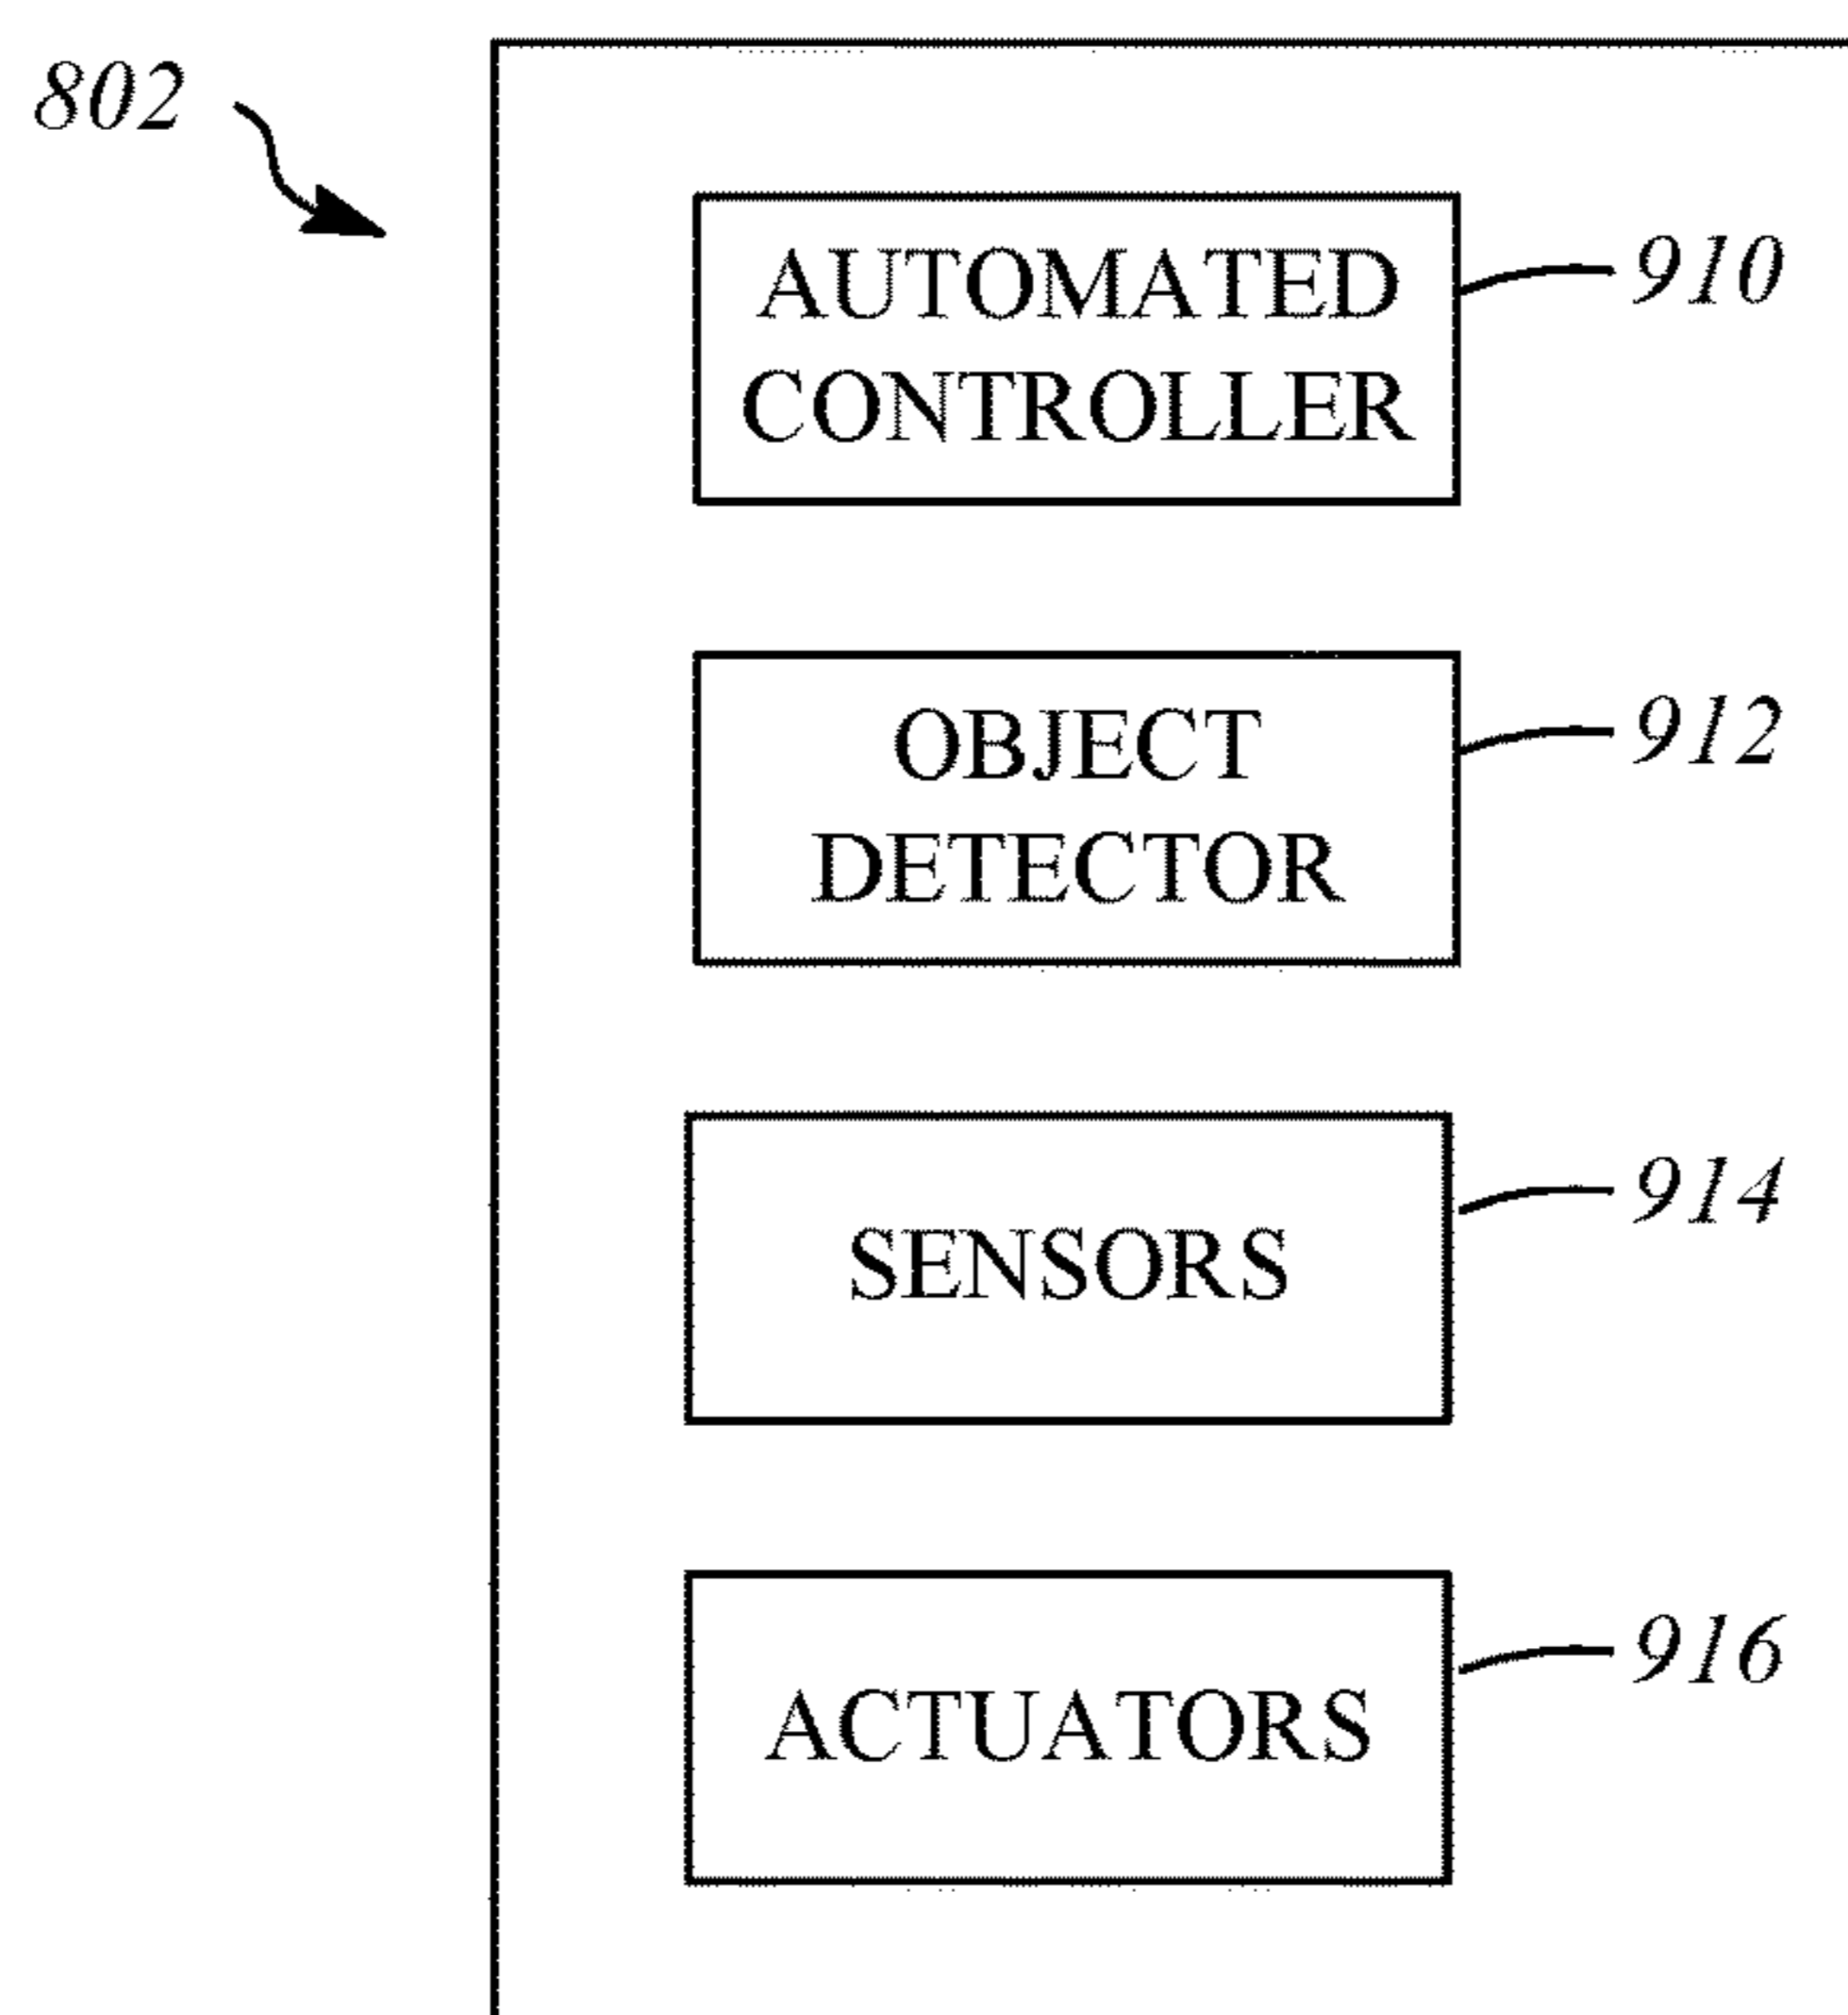 802
AUTOMATED
CONTROLLER
910
OBJECT
DETECTOR
912
SENSORS
914
ACTUATORS
916